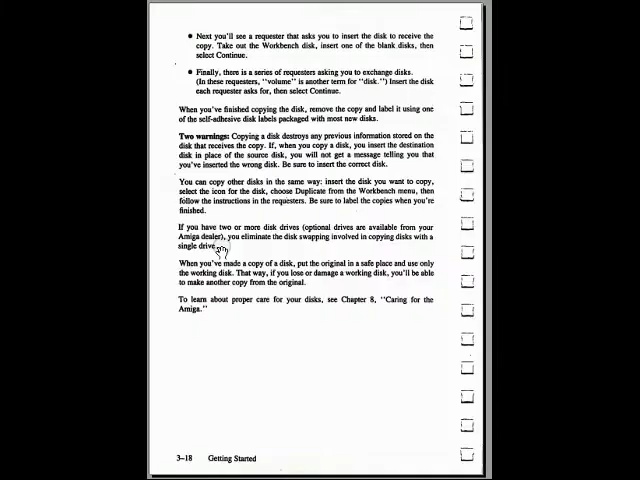 • Next you'll see a requester that asks you to insert the disk to receive the
copy. Take out the Workbench disk, insert one of the blank disks, then
select Continue.
• Finally, there is a series of requesters asking you to exchange disks.
(In these requesters, "volume" is another term for "disk.") Insert the disk
each requester asks for, then select Continue.
When you've finished copying the disk, remove the copy and label it using one
of the self-adhesive disk labels packaged with most new disks.
Two warnings: Copying a disk destroys any previous information stored on the
disk that receives the copy. If, when you copy a disk, you insert the destination
disk in place of the source disk, you will not get a message telling you that
you've inserted the wrong disk. Be sure to insert the correct disk.
You can copy other disks in the same way: insert the disk you want to copy,
select the icon for the disk, choose Duplicate from the Workbench menu, then
follow the instructions in the requesters. Be sure to label the copies when you're
finished.
If you have two or more disk drives (optional drives are available from your
Amiga dealer), you eliminate the disk swapping involved in copying disks with a
single drive.
When you've made a copy of a disk, put the original in a safe place and use only
the working disk. That way, if you lose or damage a working disk, you'll be able
to make another copy from the original.
To learn about proper care for your disks, see Chapter 8, "Caring for the
Amiga."
3-18 Getting Started